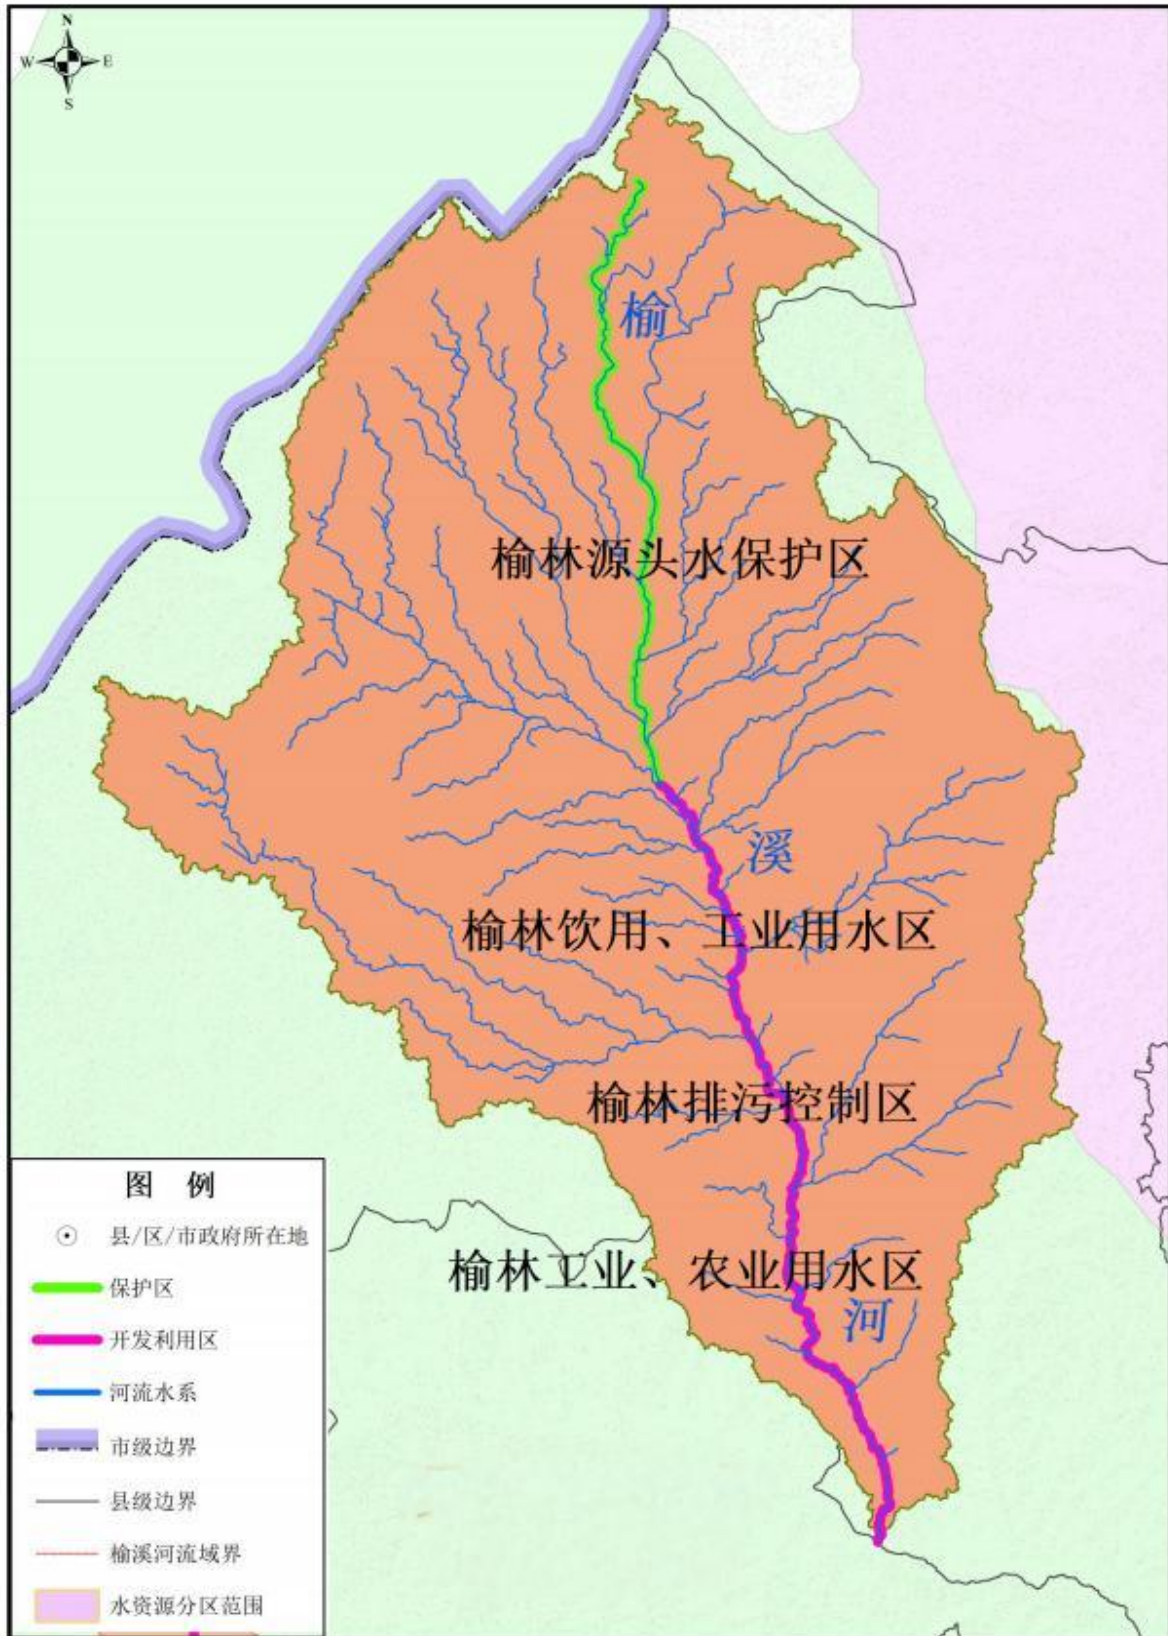 N
W E
S
榆
榆林源头水保护区
溪
榆林饮用、工业用水区
榆林排污控制区
榆林工业、农业用水区
河
图 例
县/区/市政府所在地
保护区
开发利用区
河流水系
市级边界
县级边界
榆溪河流域界
水资源分区范围